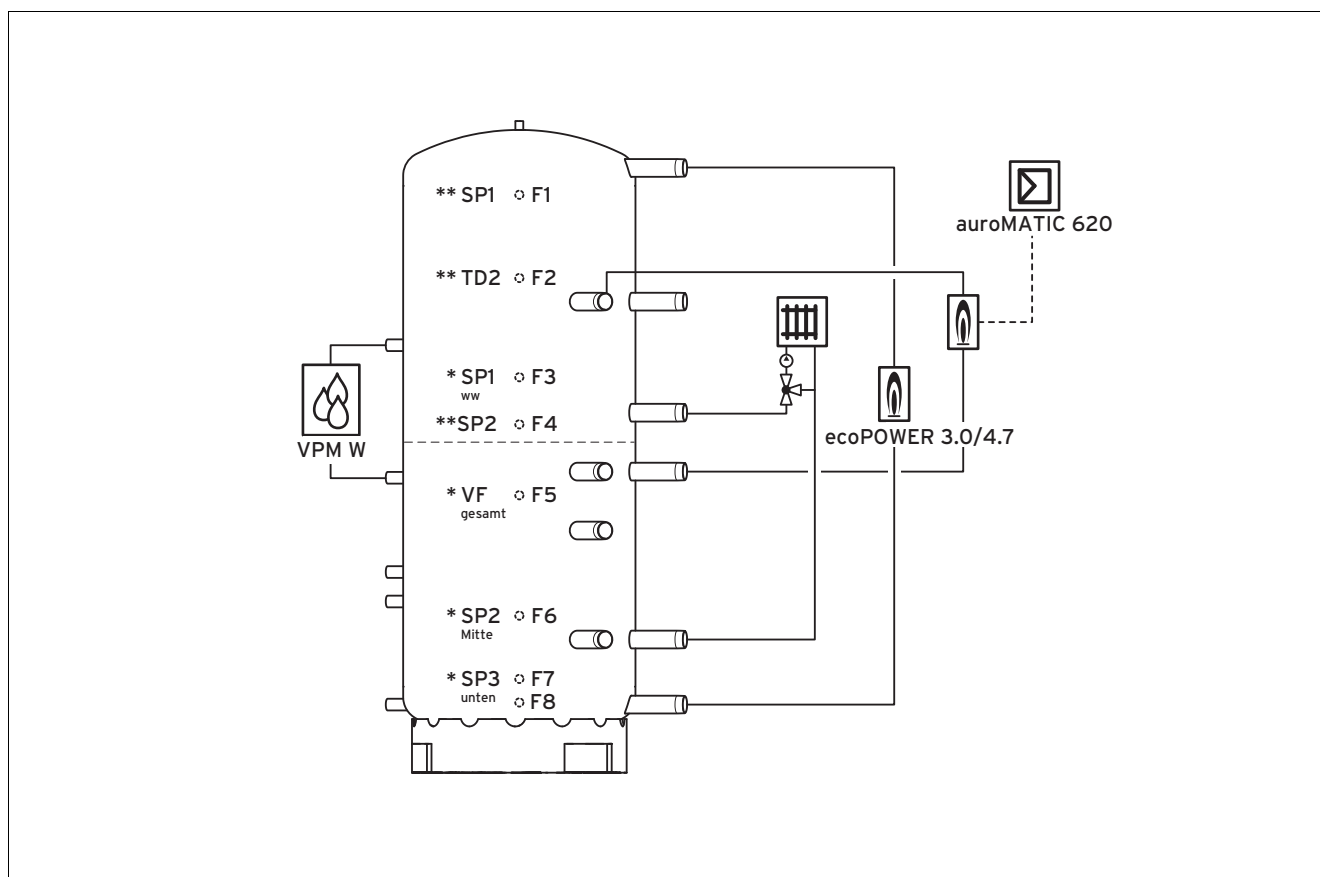 ** SP1 F1
auroMATIC 620
** TD2 F2
* SP1 F3
ww
**SP2 F4
VPM W
ecoPOWER 3.0/4.7
* VF F5
gesamt
* SP2 F6
Mitte
* SP3 F7
unten F8